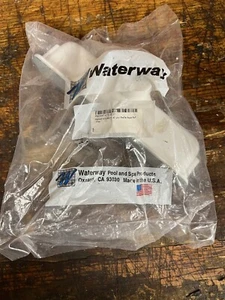 Waterway
Waterway Pool and Spa Products
Oxnard, CA 93030 Made in the U.S.A.